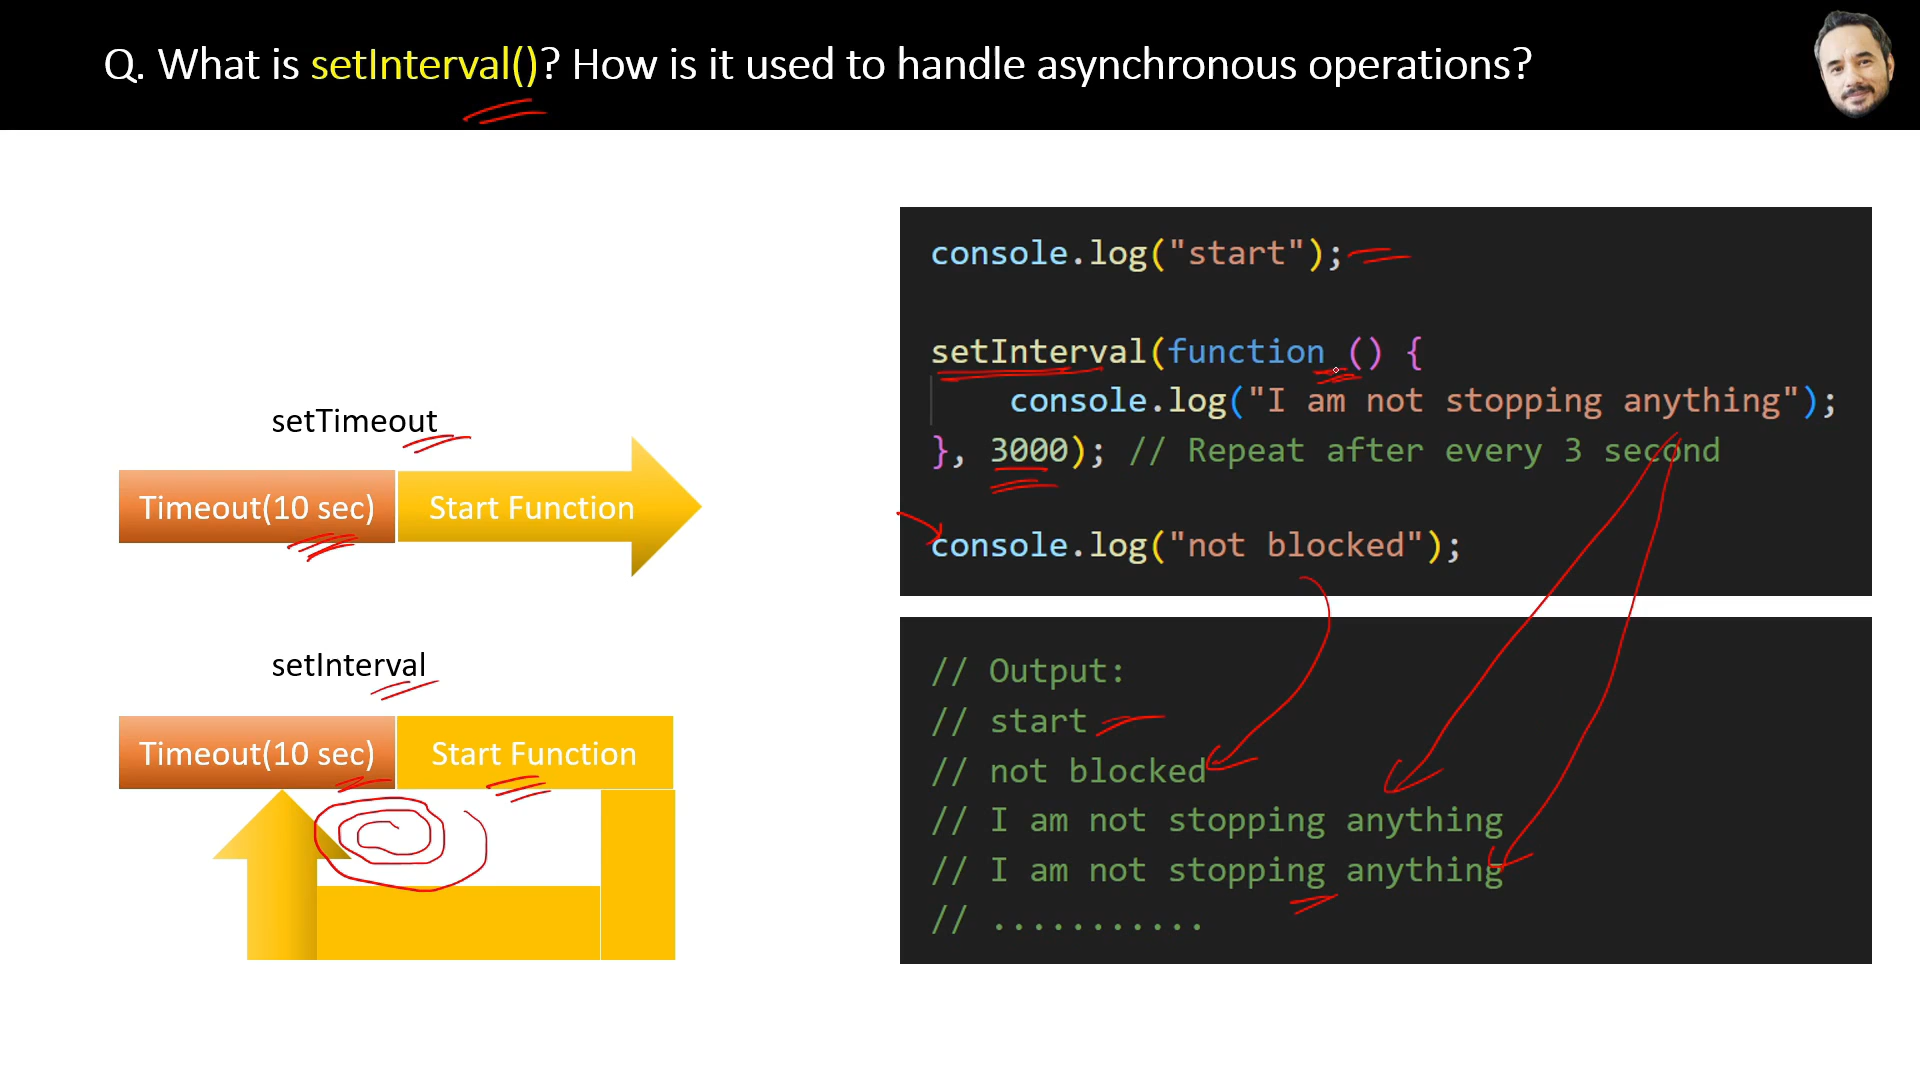 Q. What is setInterval()? How is it used to handle asynchronous operations?
setTimeout
Timeout(10 sec)
Start Function
setInterval
Timeout(10 sec)
Start Function
console.log("start");
setInterval(function () {
    console.log("I am not stopping anything");
}, 3000); // Repeat after every 3 second
console.log("not blocked");
// Output:
// start
// not blocked
// I am not stopping anything
// I am not stopping anything
// ...........